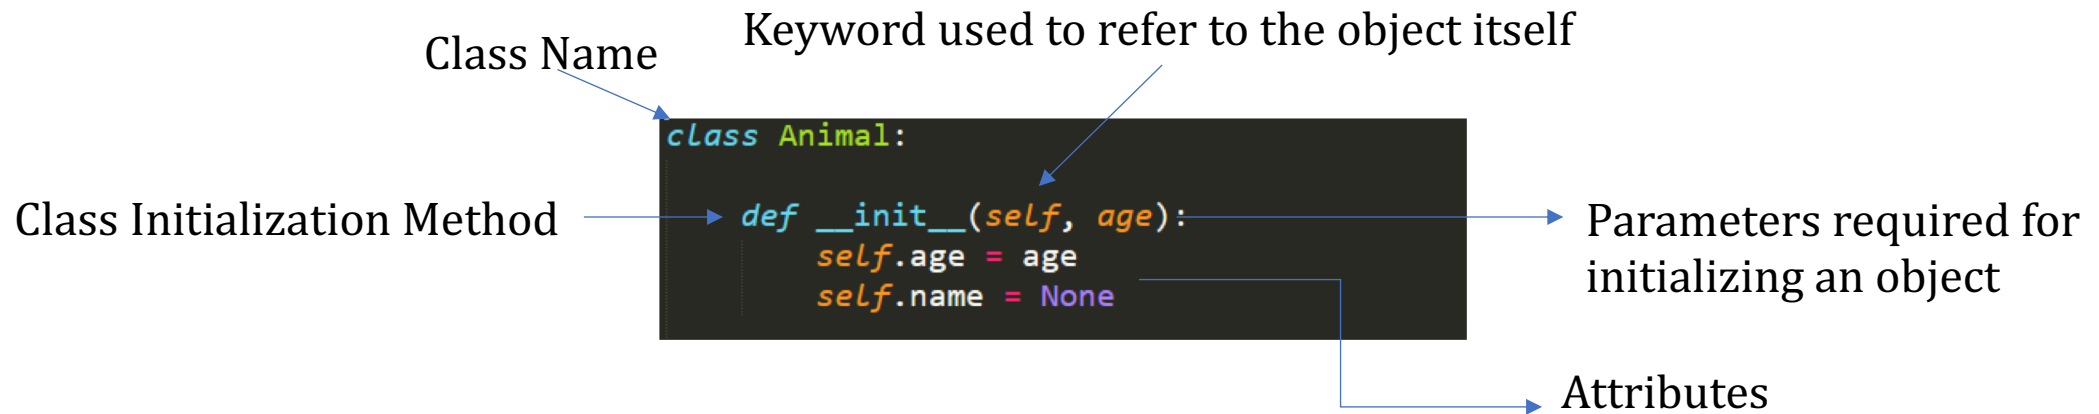 Keyword used to refer to the object itself
Class Name
class Animal:
Class Initialization Method
def __init__(self, age):
Parameters required for
initializing an object
self.age = age
self.name = None
Attributes